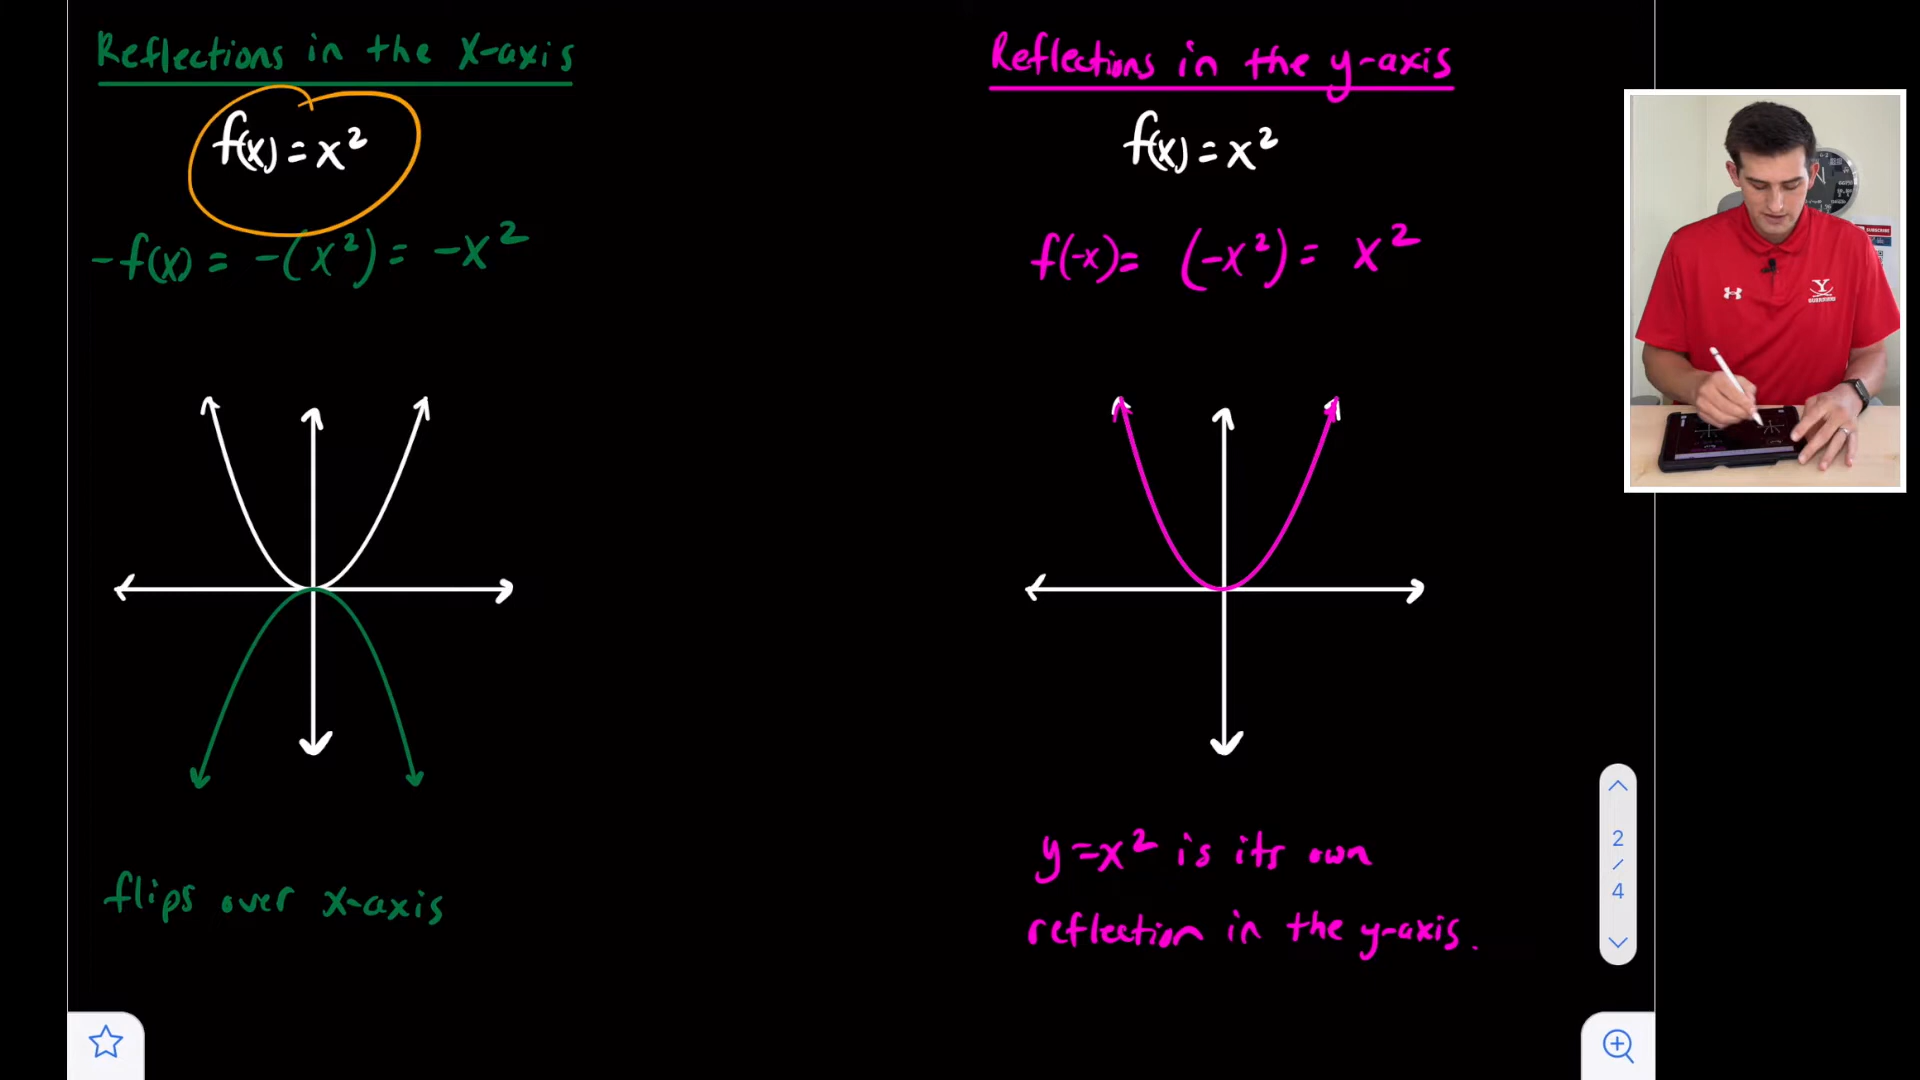 Reflections in the X-axis
f(x) = x²
-f(x) = -(x²) = -x²
flips over x-axis
Reflections in the y-axis
f(x) = x²
f(-x) = (-x²) = x²
y=x² is its own
reflection in the y-axis.
2
/
4
Y
SUBSCRIBE